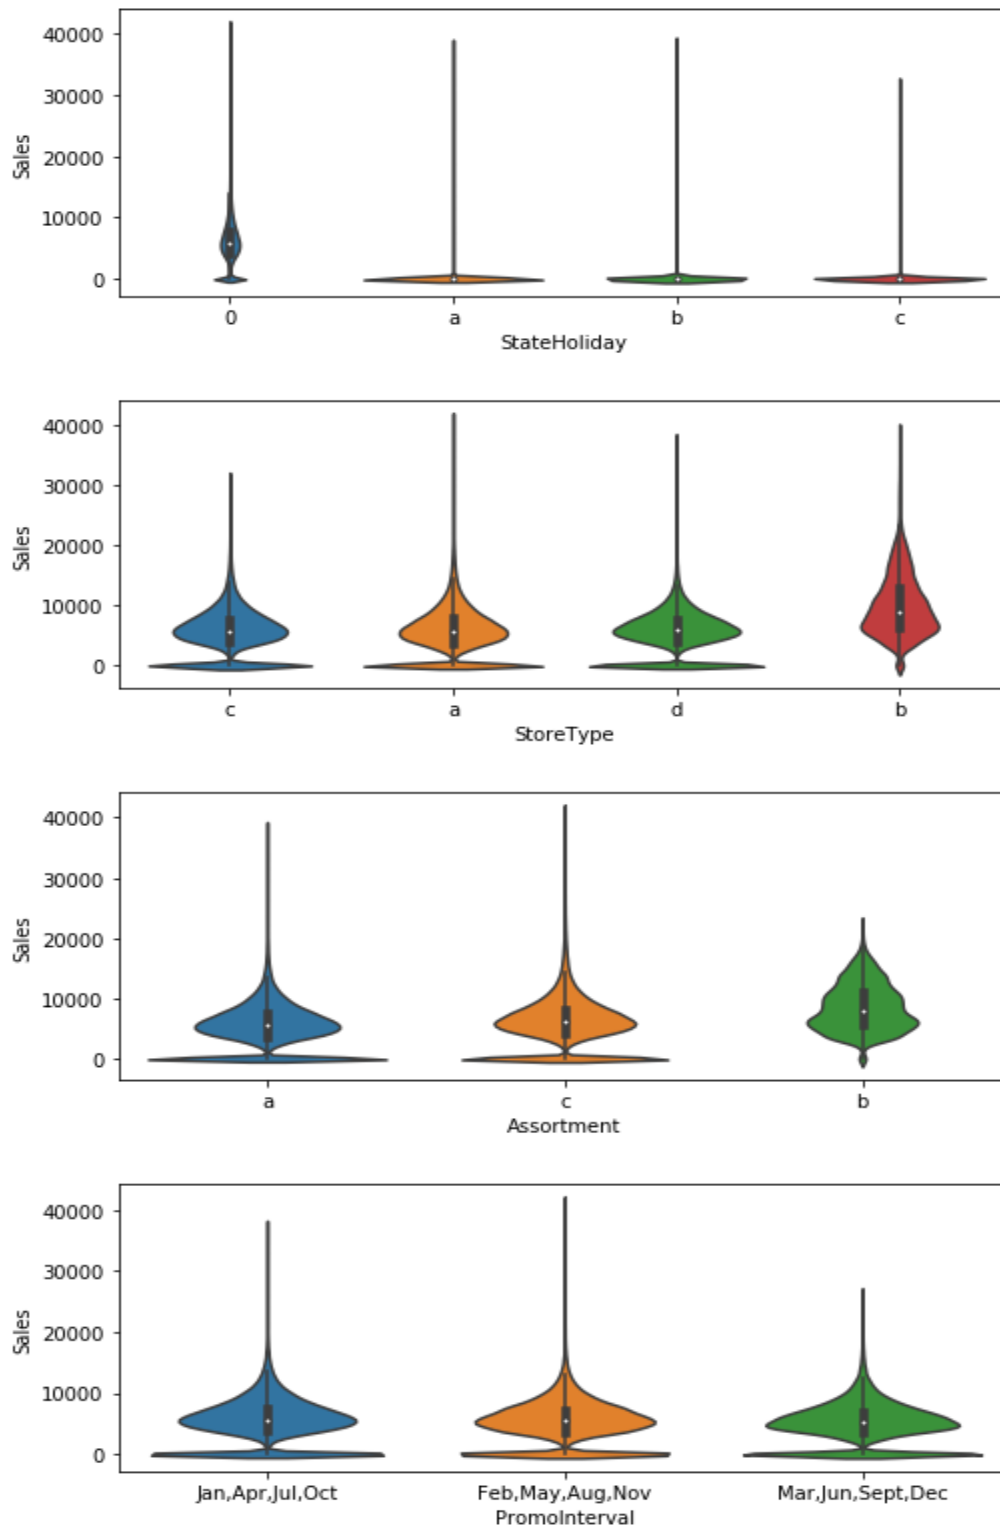 40000
30000
20000
10000
0
Sales
0 a b c
StateHoliday
40000
30000
20000
10000
0
Sales
c a d b
StoreType
40000
30000
20000
10000
0
Sales
a c b
Assortment
40000
30000
20000
10000
0
Sales
Jan,Apr,Jul,Oct Feb,May,Aug,Nov Mar,Jun,Sept,Dec
PromoInterval